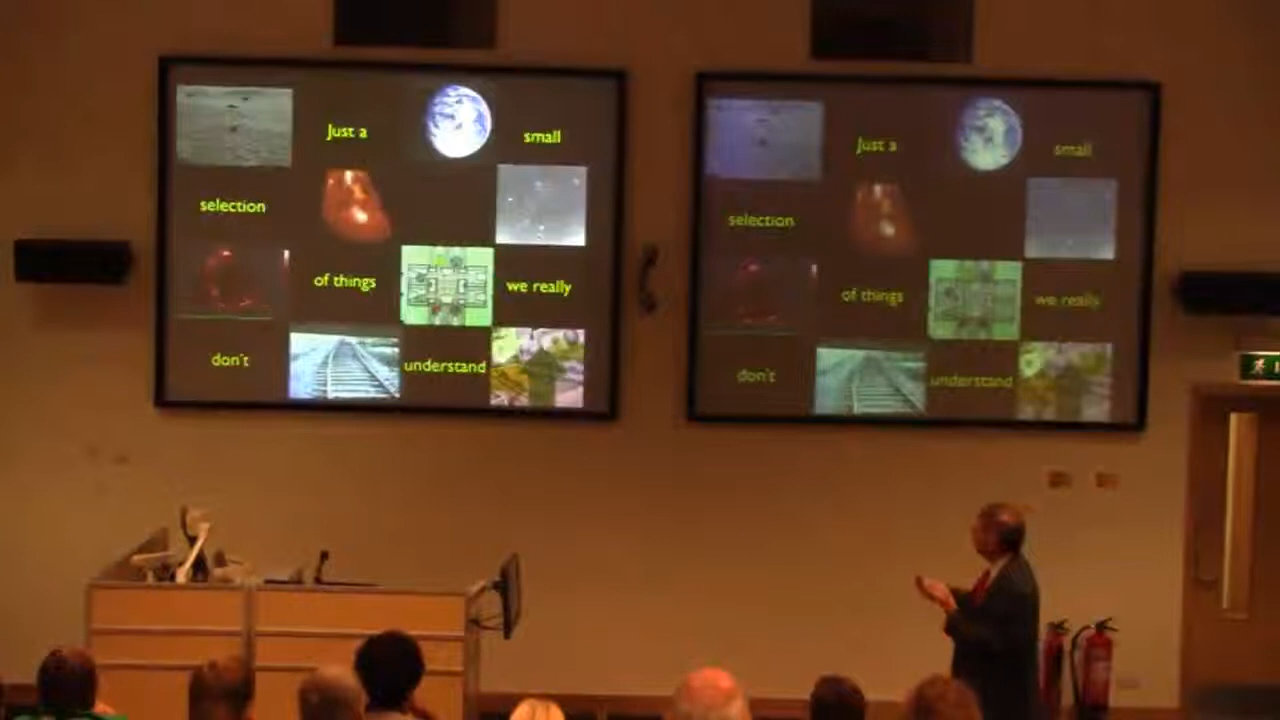 Just a
small
selection
of things
we really
don't
understand
Just a
small
selection
of things
we really
don't
understand